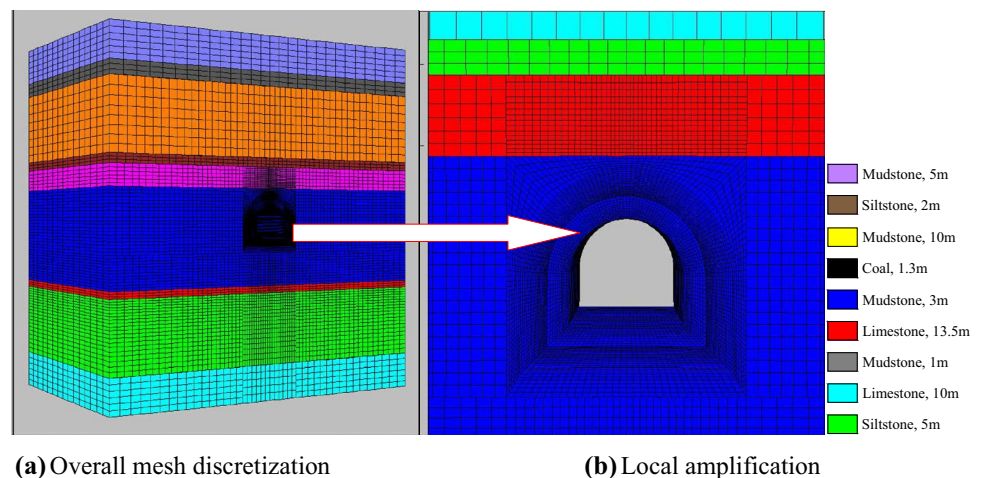 Mudstone, 5m
Siltstone, 2m
Mudstone, 10m
Coal, 1.3m
Mudstone, 3m
Limestone, 13.5m
Mudstone, 1m
Limestone, 10m
Siltstone, 5m
(a) Overall mesh discretization
(b) Local amplification